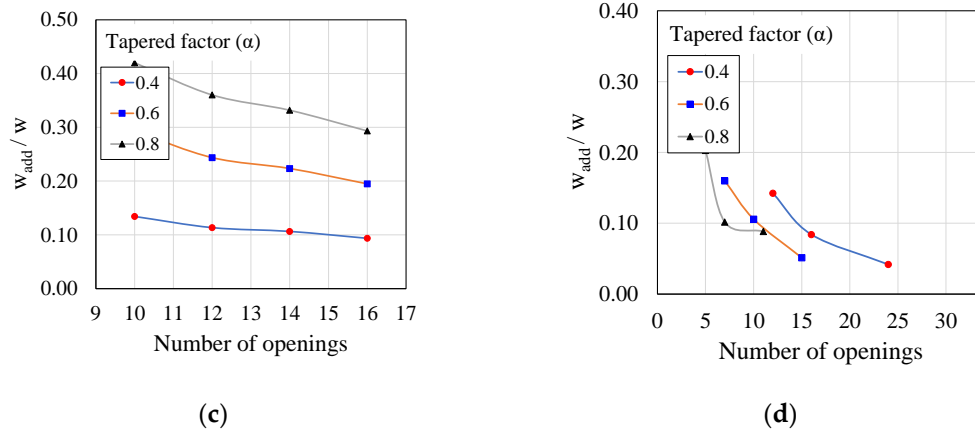 0.50
0.40
0.30
0.20
0.10
0.00
w_add / w
Tapered factor (α)
0.4
0.6
0.8
9 10 11 12 13 14 15 16 17
Number of openings
(c)
0.40
0.30
0.20
0.10
0.00
w_add / w
Tapered factor (α)
0.4
0.6
0.8
0 5 10 15 20 25 30
Number of openings
(d)